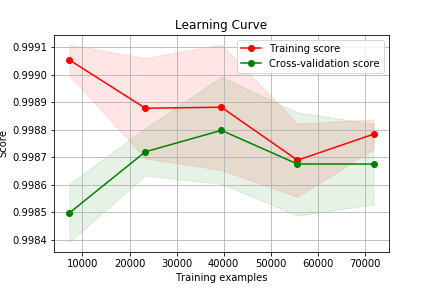 Learning Curve
Training score
Cross-validation score
0.9991
0.9990
0.9989
0.9988
0.9987
0.9986
0.9985
0.9984
Score
10000 20000 30000 40000 50000 60000 70000
Training examples